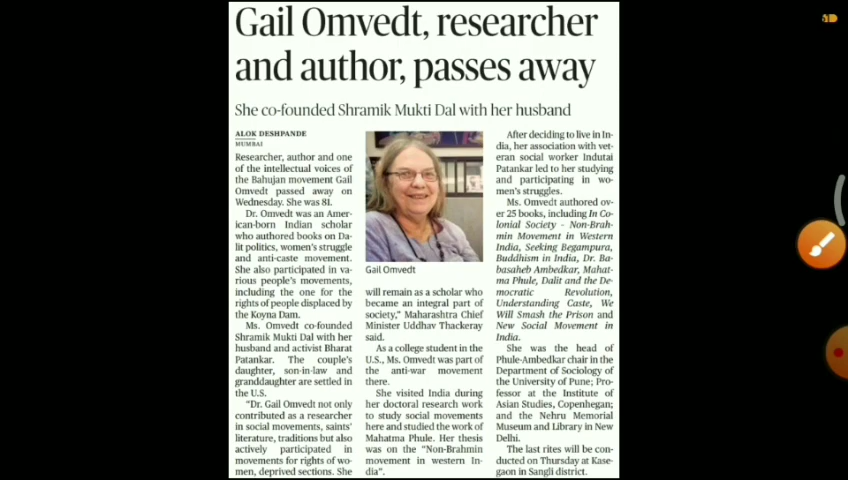 Gail Omvedt, researcher
and author, passes away
She co-founded Shramik Mukti Dal with her husband
ALOK DESHPANDE
MUMBAI
Researcher, author and one
of the intellectual voices of
the Bahujan movement Gail
Omvedt passed away on
Wednesday. She was 81.
Dr. Omvedt was an Amer-
ican-born Indian scholar
who authored books on Da-
lit politics, women's struggle
and anti-caste movement.
She also participated in va-
rious people's movements,
including the one for the
rights of people displaced by
the Koyna Dam.
Ms. Omvedt co-founded
Shramik Mukti Dal with her
husband and activist Bharat
Patankar. The couple's
daughter, son-in-law and
granddaughter are settled in
the U.S.
"Dr. Gail Omvedt not only
contributed as a researcher
in social movements, saints'
literature, traditions but also
actively participated in
movements for rights of wo-
men, deprived sections. She
Gail Omvedt
will remain as a scholar who
became an integral part of
society," Maharashtra Chief
Minister Uddhav Thackeray
said.
As a college student in the
U.S., Ms. Omvedt was part of
the anti-war movement
there.
She visited India during
her doctoral research work
to study social movements
here and studied the work of
Mahatma Phule. Her thesis
was on the "Non-Brahmin
movement in western In-
dia".
After deciding to live in In-
dia, her association with vet-
eran social worker Indutai
Patankar led to her studying
and participating in wo-
men's struggles.
Ms. Omvedt authored ov-
er 25 books, including In Co-
lonial Society - Non-Brah-
min Movement in Western
India, Seeking Begampura,
Buddhism in India, Dr. Ba-
basaheb Ambedkar, Mahat-
ma Phule, Dalit and the De-
mocratic Revolution,
Understanding Caste, We
Will Smash the Prison and
New Social Movement in
India.
She was the head of
Phule-Ambedkar chair in the
Department of Sociology of
the University of Pune; Pro-
fessor at the Institute of
Asian Studies, Copenhegan;
and the Nehru Memorial
Museum and Library in New
Delhi.
The last rites will be con-
ducted on Thursday at Kase-
gaon in Sangli district.